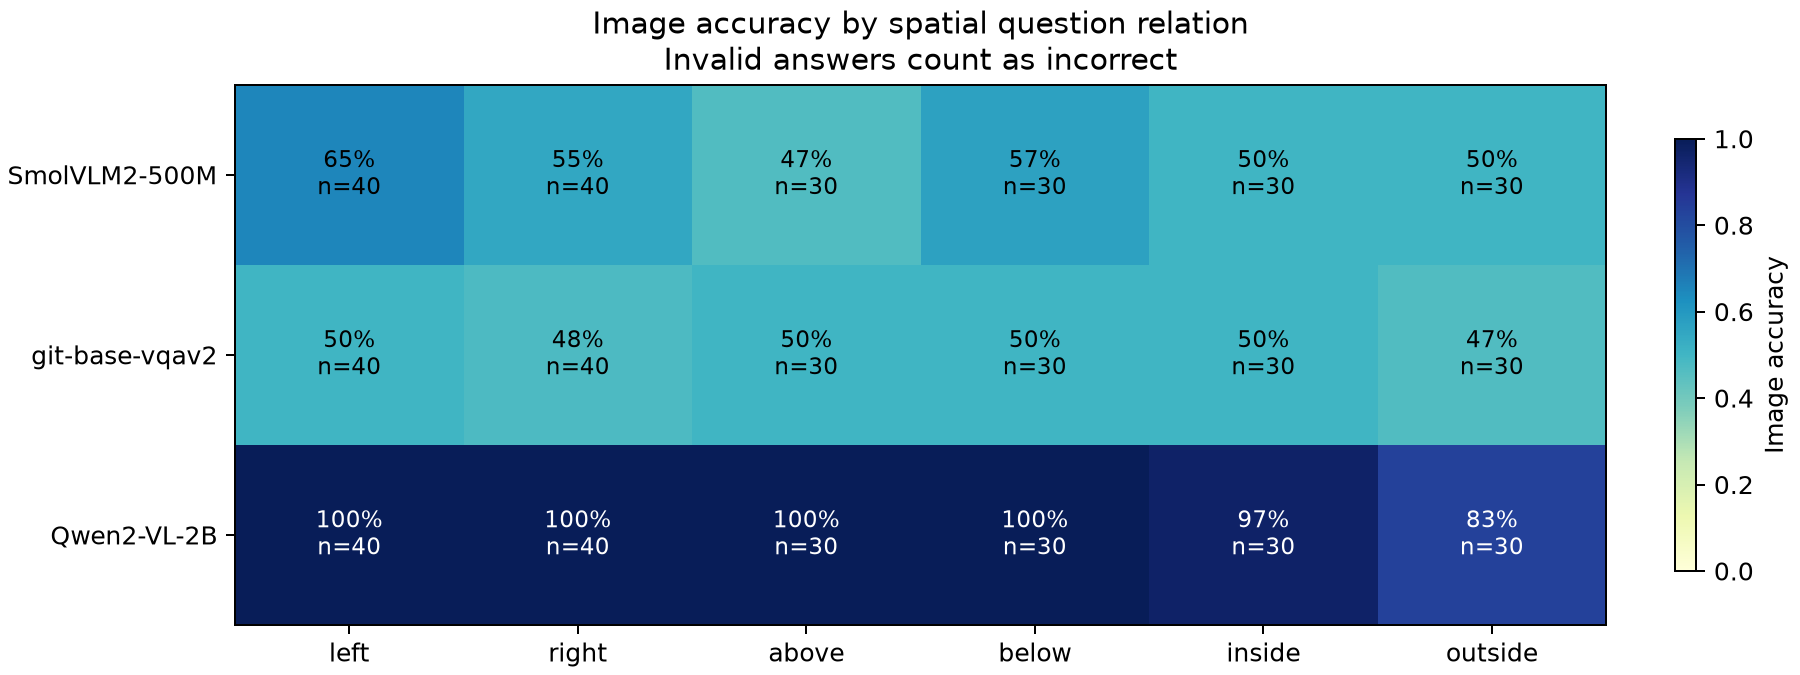 Image accuracy by spatial question relation
Invalid answers count as incorrect
SmolVLM2-500M
65% 55% 47% 57% 50% 50%
n=40 n=40 n=30 n=30 n=30 n=30
git-base-vqav2
50% 48% 50% 50% 50% 47%
n=40 n=40 n=30 n=30 n=30 n=30
Qwen2-VL-2B
100% 100% 100% 100% 97% 83%
n=40 n=40 n=30 n=30 n=30 n=30
left right above below inside outside
1.0
0.8
0.6
0.4
0.2
0.0
Image accuracy